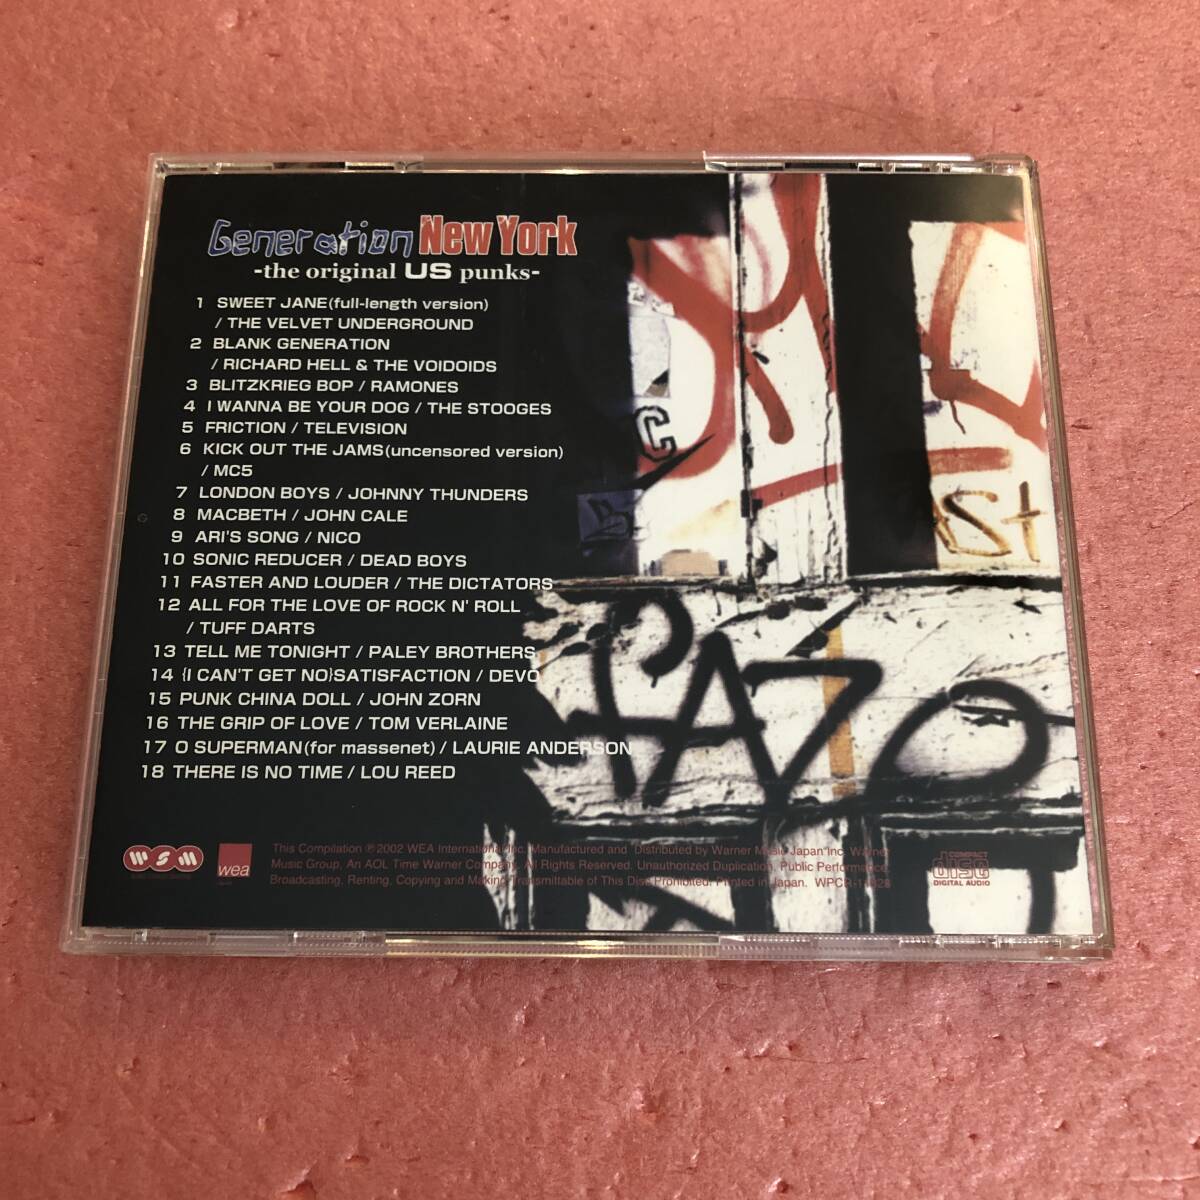 Generation New York
-the original US punks-
1 SWEET JANE(full-length version)
/ THE VELVET UNDERGROUND
2 BLANK GENERATION
/ RICHARD HELL & THE VOIDOIDS
3 BLITZKRIEG BOP / RAMONES
4 I WANNA BE YOUR DOG / THE STOOGES
5 FRICTION / TELEVISION
6 KICK OUT THE JAMS(uncensored version)
/ MC5
7 LONDON BOYS / JOHNNY THUNDERS
8 MACBETH / JOHN CALE
9 ARI'S SONG / NICO
10 SONIC REDUCER / DEAD BOYS
11 FASTER AND LOUDER / THE DICTATORS
12 ALL FOR THE LOVE OF ROCK N' ROLL
/ TUFF DARTS
13 TELL ME TONIGHT / PALEY BROTHERS
14 {I CAN'T GET NO}SATISFACTION / DEVO
15 PUNK CHINA DOLL / JOHN ZORN
16 THE GRIP OF LOVE / TOM VERLAINE
17 O SUPERMAN(for massenet) / LAURIE ANDERSON
18 THERE IS NO TIME / LOU REED
WSM
wea
This Compilation ℗2002 WEA International Inc. Manufactured and Distributed by Warner Music Japan Inc. Warner
Music Group, An AOL Time Warner Company. All Rights Reserved. Unauthorized Duplication, Public Performance,
Broadcasting, Renting, Copying and Making Transmittable of This Disc Prohibited. Printed in Japan.
COMPACT
disc
DIGITAL AUDIO